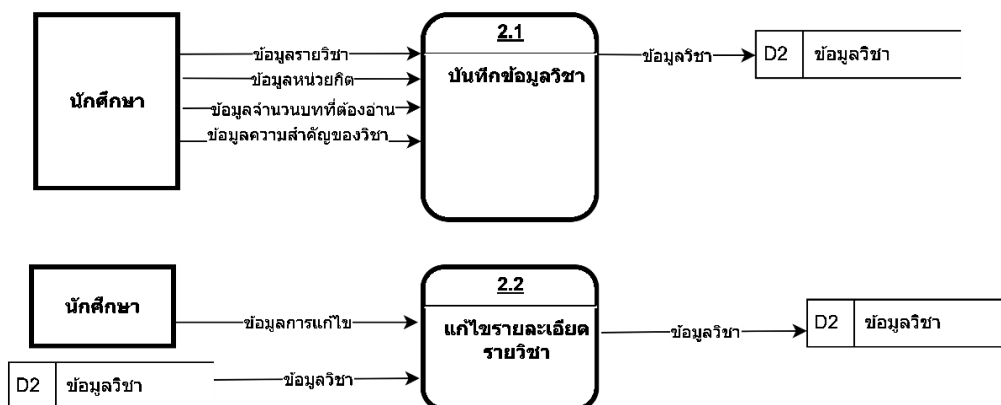 นักศึกษา
ข้อมูลรายวิชา
ข้อมูลหน่วยกิต
ข้อมูลจำนวนบทที่ต้องอ่าน
ข้อมูลความสำคัญของวิชา
2.1
บันทึกข้อมูลวิชา
ข้อมูลวิชา
D2 ข้อมูลวิชา
นักศึกษา
ข้อมูลการแก้ไข
D2 ข้อมูลวิชา
ข้อมูลวิชา
2.2
แก้ไขรายละเอียด
รายวิชา
ข้อมูลวิชา
D2 ข้อมูลวิชา